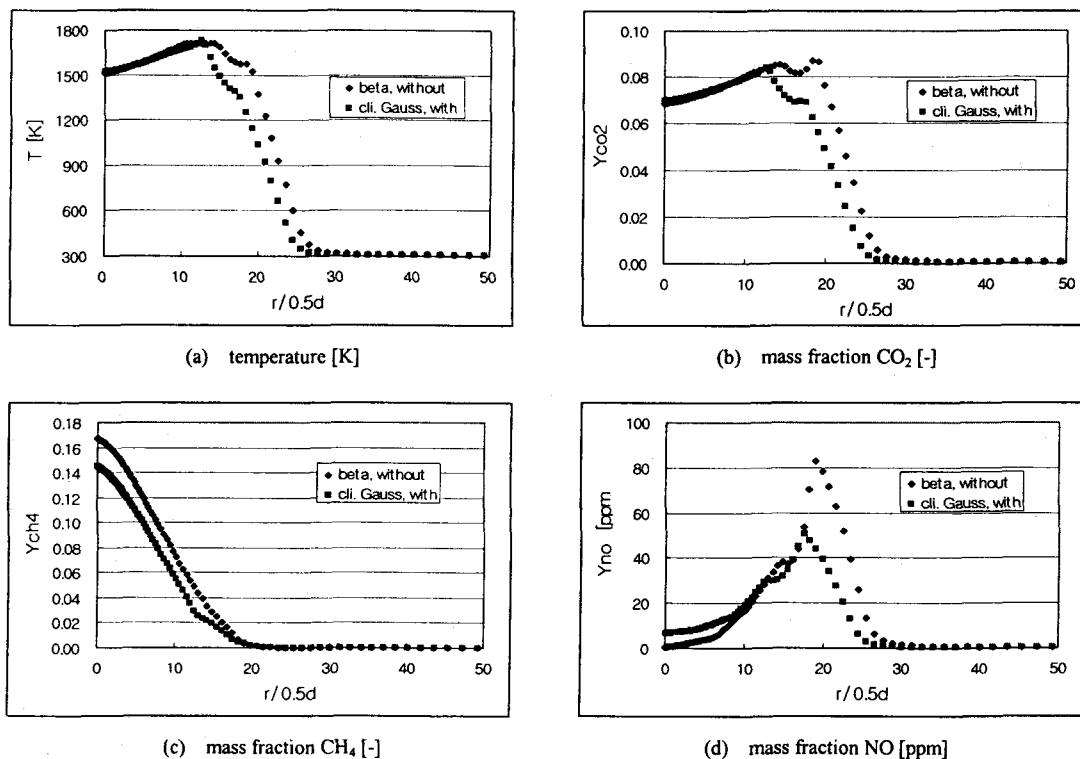 1800
1500
1200
900
600
300
T [K]
beta, without
cli. Gauss, with
0 10 20 30 40 50
r/0.5d
(a) temperature [K]
0.10
0.08
0.06
0.04
0.02
0.00
Yco2
beta, without
cli. Gauss, with
0 10 20 30 40 50
r/0.5d
(b) mass fraction CO₂ [-]
0.18
0.16
0.14
0.12
0.10
0.08
0.06
0.04
0.02
0.00
Ych4
beta, without
cli. Gauss, with
0 10 20 30 40 50
r/0.5d
(c) mass fraction CH₄ [-]
100
80
60
40
20
0
Yno [ppm
beta, without
cli. Gauss, with
0 10 20 30 40 50
r/0.5d
(d) mass fraction NO [ppm]